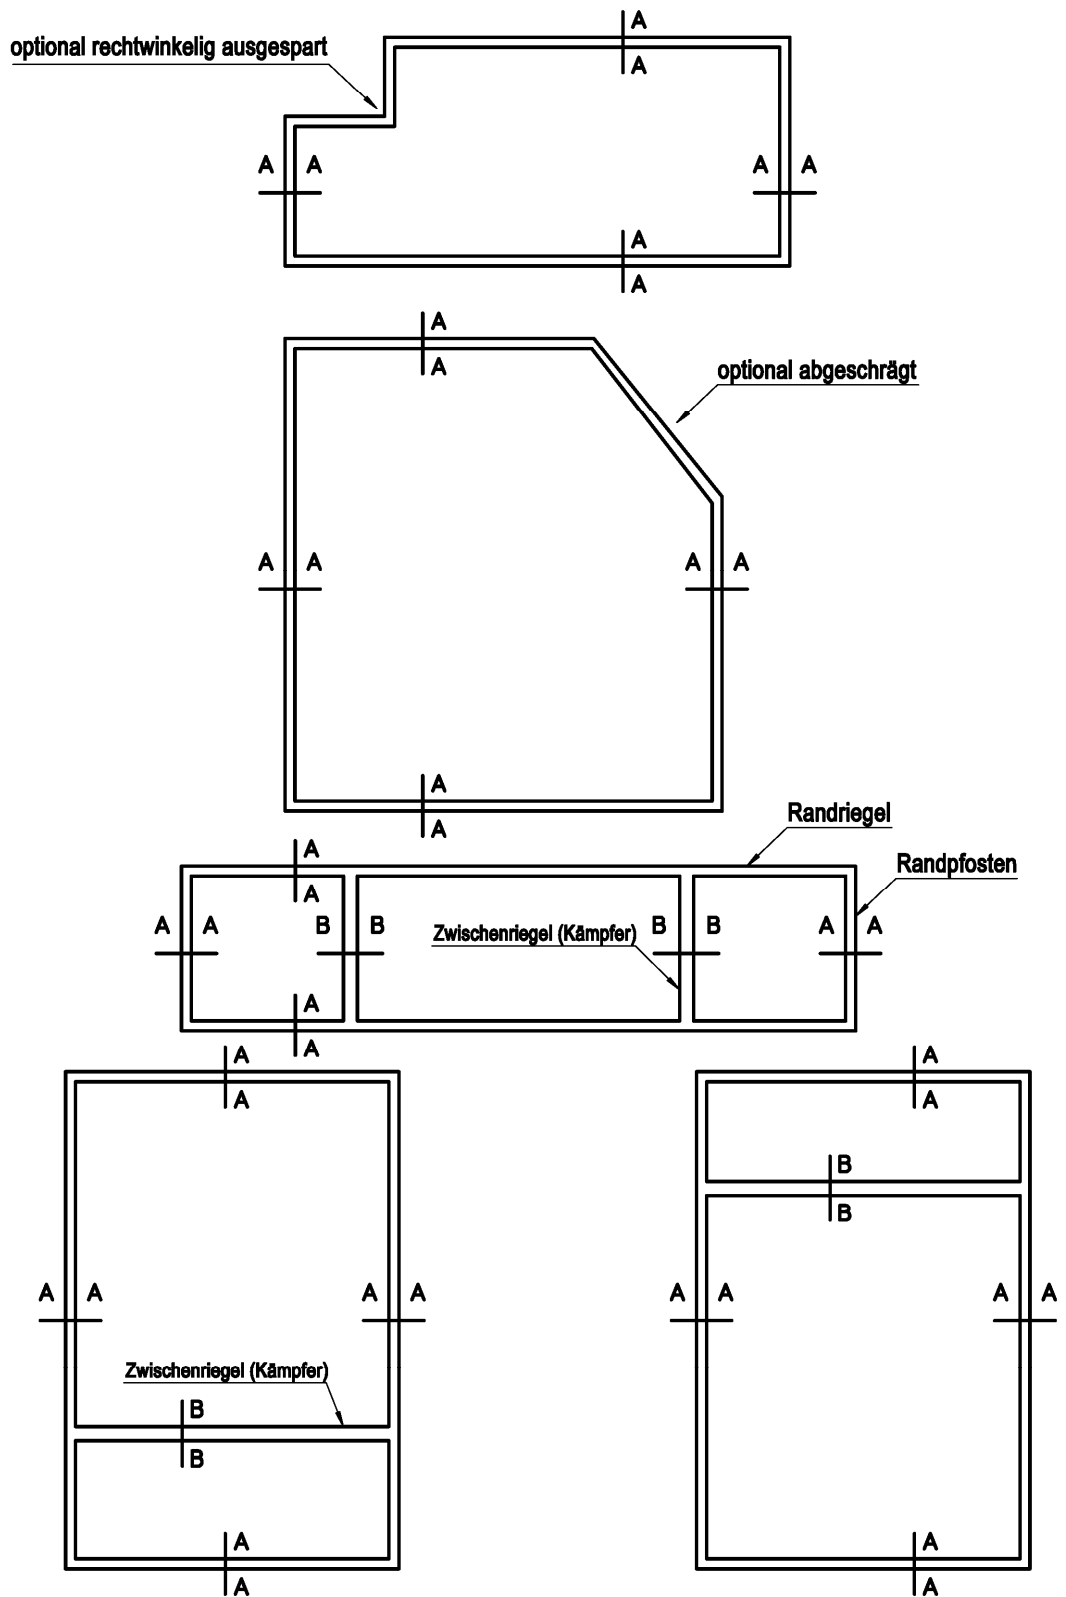 A
optional rechtwinkelig ausgespart
A
A A A A
A
A
A
A
optional abgeschrägt
A A A A
A
A
Randriegel
A
Randpfosten
A
A A B B B B A A
Zwischenriegel (Kämpfer)
A
A
A A
A A
B
B
A A A A A A A A
Zwischenriegel (Kämpfer)
B
B
A A
A A